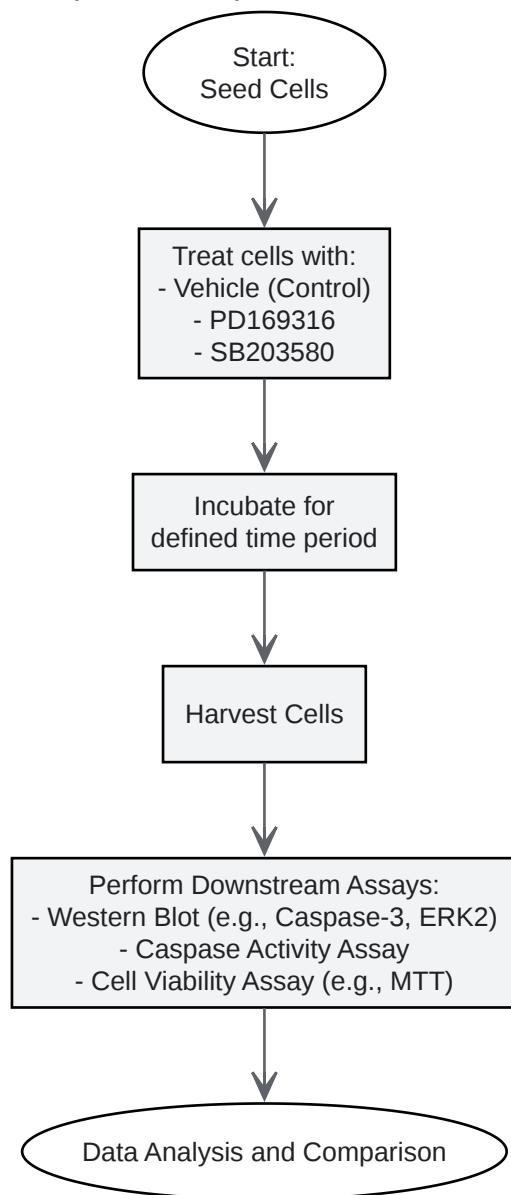 Start:
Seed Cells
Treat cells with:
- Vehicle (Control)
- PD169316
- SB203580
Incubate for
defined time period
Harvest Cells
Perform Downstream Assays:
- Western Blot (e.g., Caspase-3, ERK2)
- Caspase Activity Assay
- Cell Viability Assay (e.g., MTT)
Data Analysis and Comparison